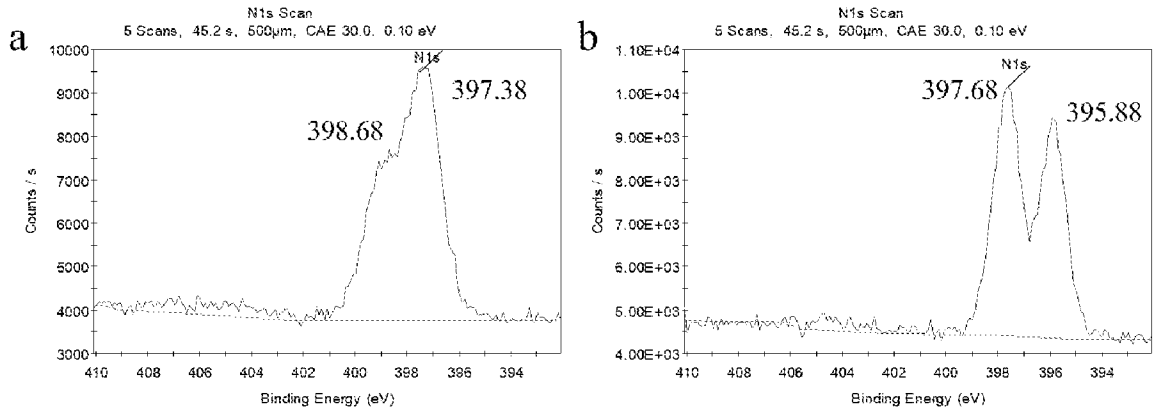 a
N1s Scan
5 Scans, 45.2 s, 500µm, CAE 30.0, 0.10 eV
10000
9000
8000
7000
6000
5000
4000
3000
Counts / s
N1s
397.38
398.68
410 408 406 404 402 400 398 396 394
Binding Energy (eV)
b
N1s Scan
5 Scans, 45.2 s, 500µm, CAE 30.0, 0.10 eV
1.10E+04
1.00E+04
9.00E+03
8.00E+03
7.00E+03
6.00E+03
5.00E+03
4.00E+03
Counts / s
N1s
397.68
395.88
410 408 406 404 402 400 398 396 394
Binding Energy (eV)